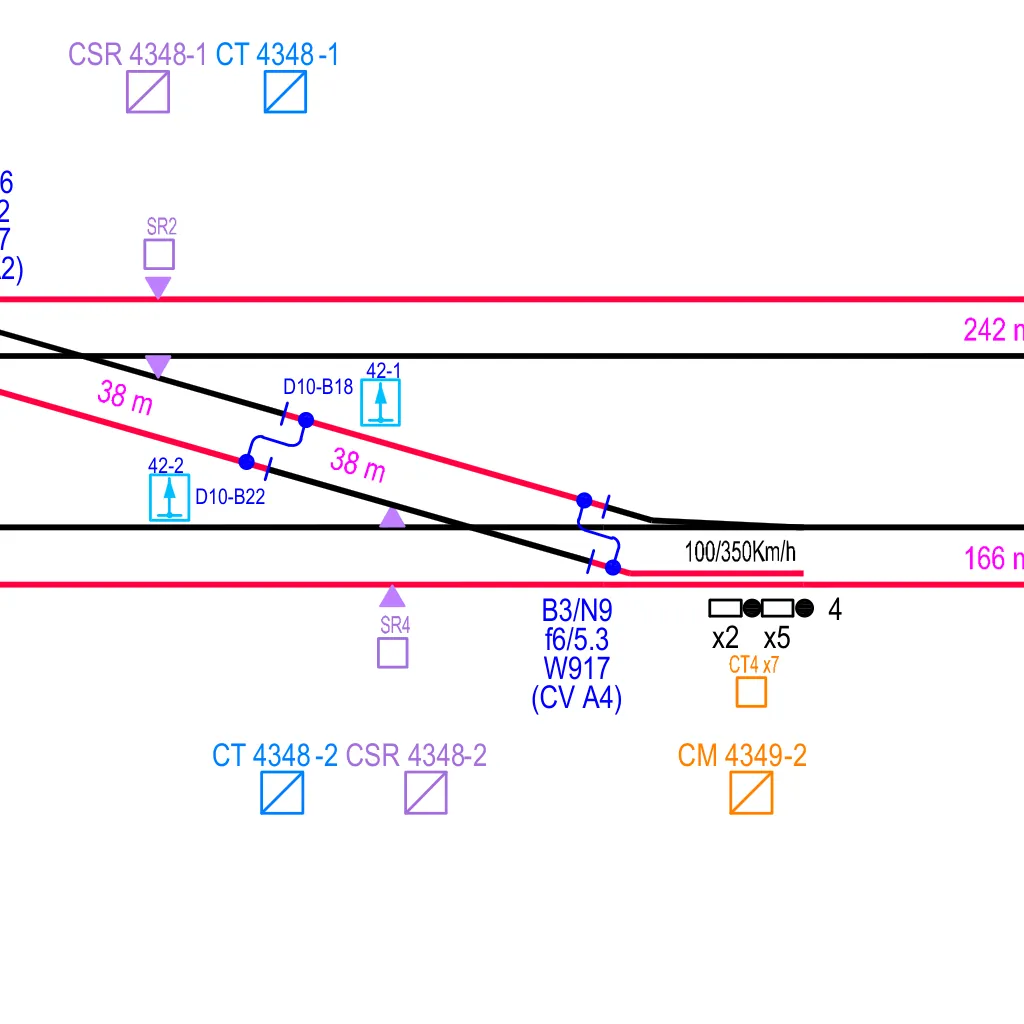 CSR 4348-1
CT 4348-1
6
2
7
2)
SR2
242 m
38 m
D10-B18
42-1
38 m
42-2
D10-B22
100/350Km/h
166 m
SR4
B3/N9
f6/5.3
W917
(CV A4)
4
x2 x5
CT4 x7
CT 4348-2
CSR 4348-2
CM 4349-2